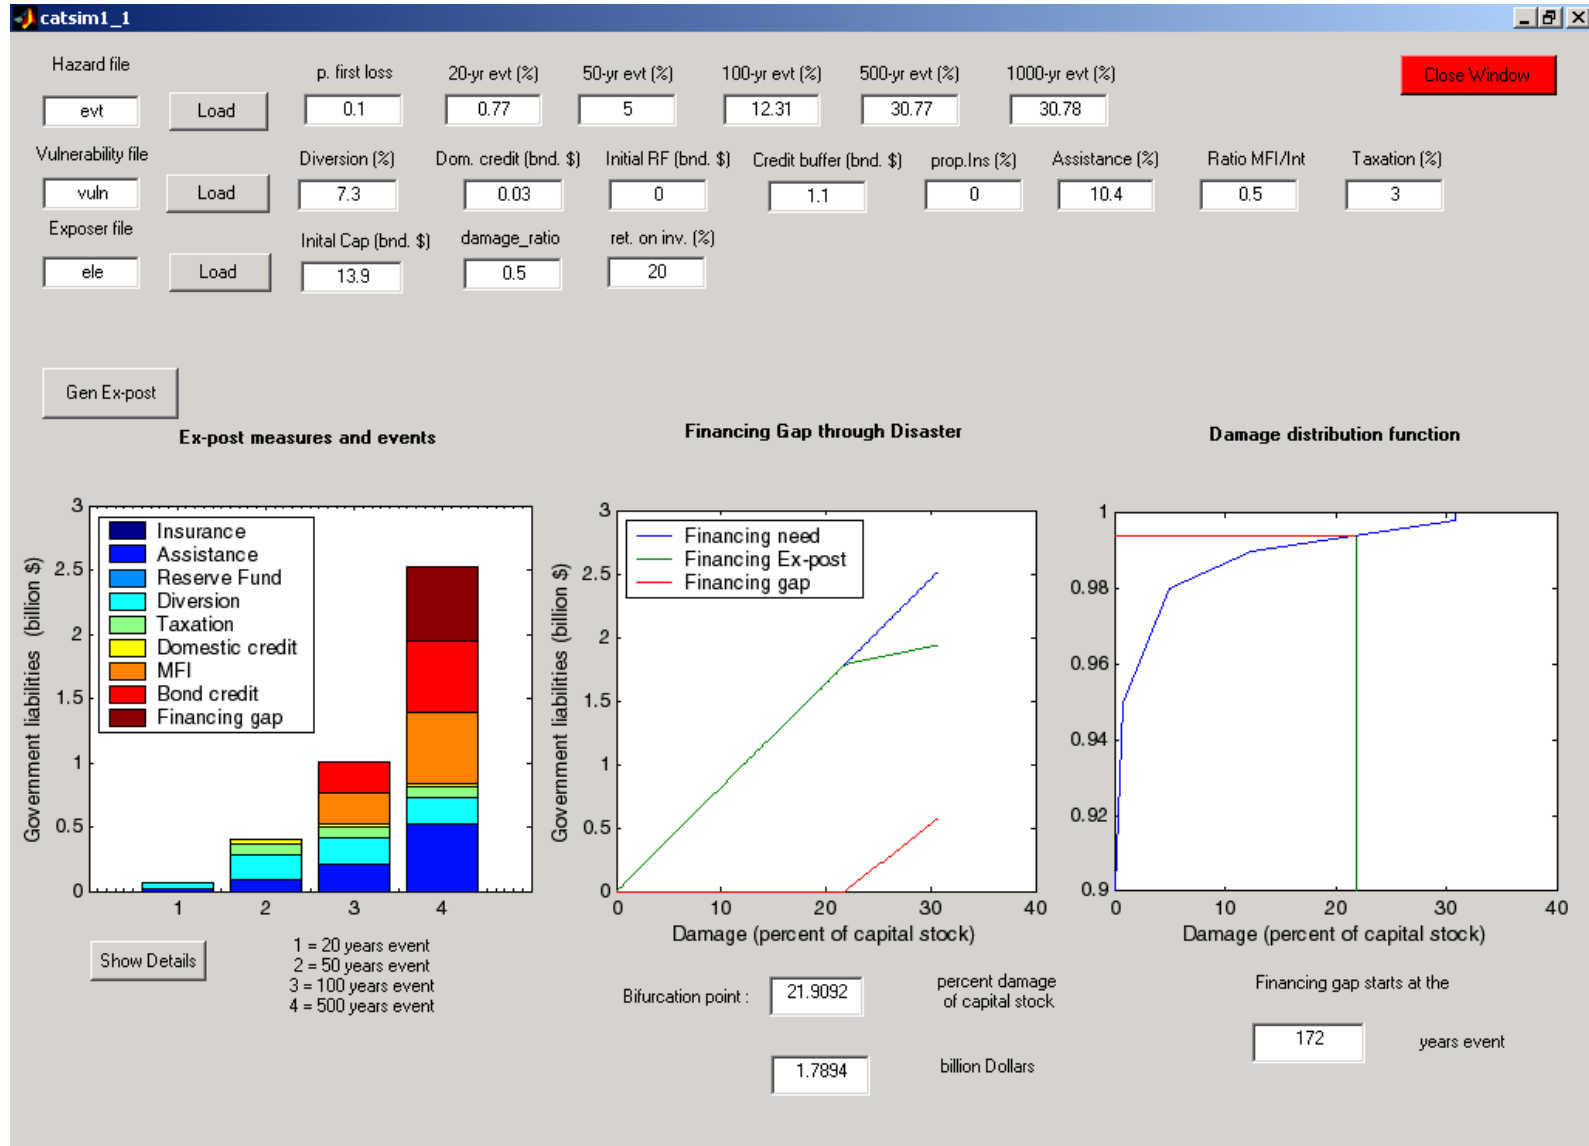 catsim1_1
Hazard file
p. first loss
20-yr evt (%)
50-yr evt (%)
100-yr evt (%)
500-yr evt (%)
1000-yr evt (%)
Close Window
evt
Load
0.1
0.77
5
12.31
30.77
30.78
Vulnerability file
Diversion (%)
Dom. credit (bnd. $)
Initial RF (bnd. $)
Credit buffer (bnd. $)
prop.Ins (%)
Assistance (%)
Ratio MFI/Int
Taxation (%)
vuln
Load
7.3
0.03
0
1.1
0
10.4
0.5
3
Exposer file
Inital Cap (bnd. $)
damage_ratio
ret. on inv. (%)
ele
Load
13.9
0.5
20
Gen Ex-post
Ex-post measures and events
3
2.5
2
1.5
1
0.5
0
Government liabilities (billion $)
Insurance
Assistance
Reserve Fund
Diversion
Taxation
Domestic credit
MFI
Bond credit
Financing gap
1
2
3
4
Show Details
1 = 20 years event
2 = 50 years event
3 = 100 years event
4 = 500 years event
Financing Gap through Disaster
3
2.5
2
1.5
1
0.5
0
Government liabilities (billion $)
Financing need
Financing Ex-post
Financing gap
0
10
20
30
40
Damage (percent of capital stock)
Bifurcation point :
21.9092
percent damage
of capital stock
1.7894
billion Dollars
Damage distribution function
1
0.98
0.96
0.94
0.92
0.9
0
10
20
30
40
Damage (percent of capital stock)
Financing gap starts at the
172
years event